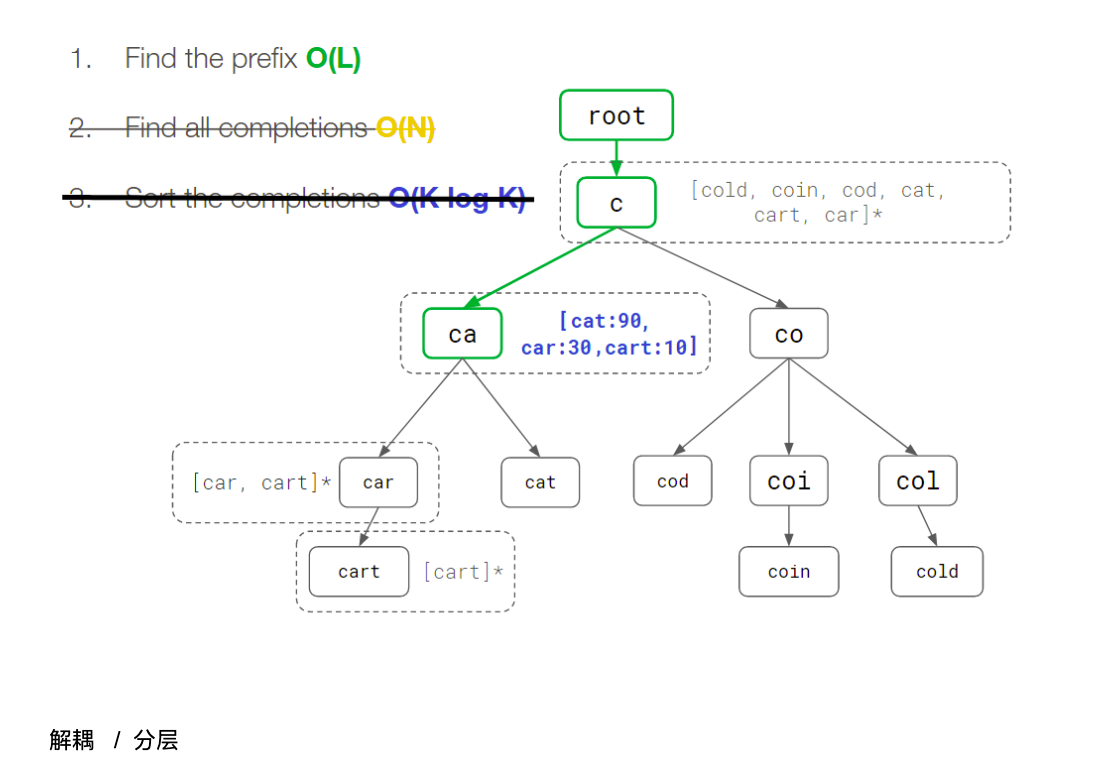 1. Find the prefix O(L)
2. Find all completions O(N)
3. Sort the completions O(K log K)
root
c
[cold, coin, cod, cat,
cart, car]*
ca
[cat:90,
car:30,cart:10]
co
[car, cart]*
car
cat
cod
coi
col
cart
[cart]*
coin
cold
解耦 / 分层